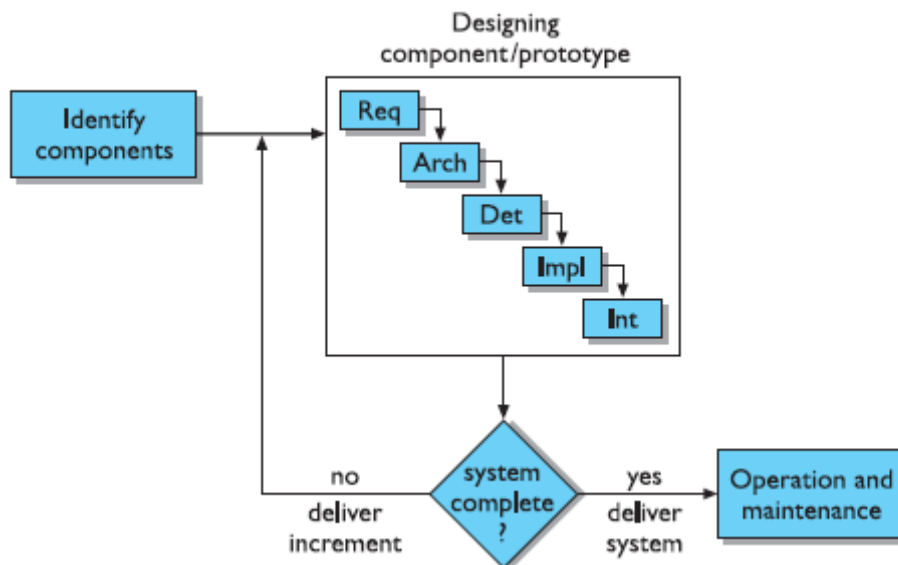 Designing
component/prototype
Identify
components
Req
Arch
Det
Impl
Int
system
complete
?
no
deliver
increment
yes
deliver
system
Operation and
maintenance